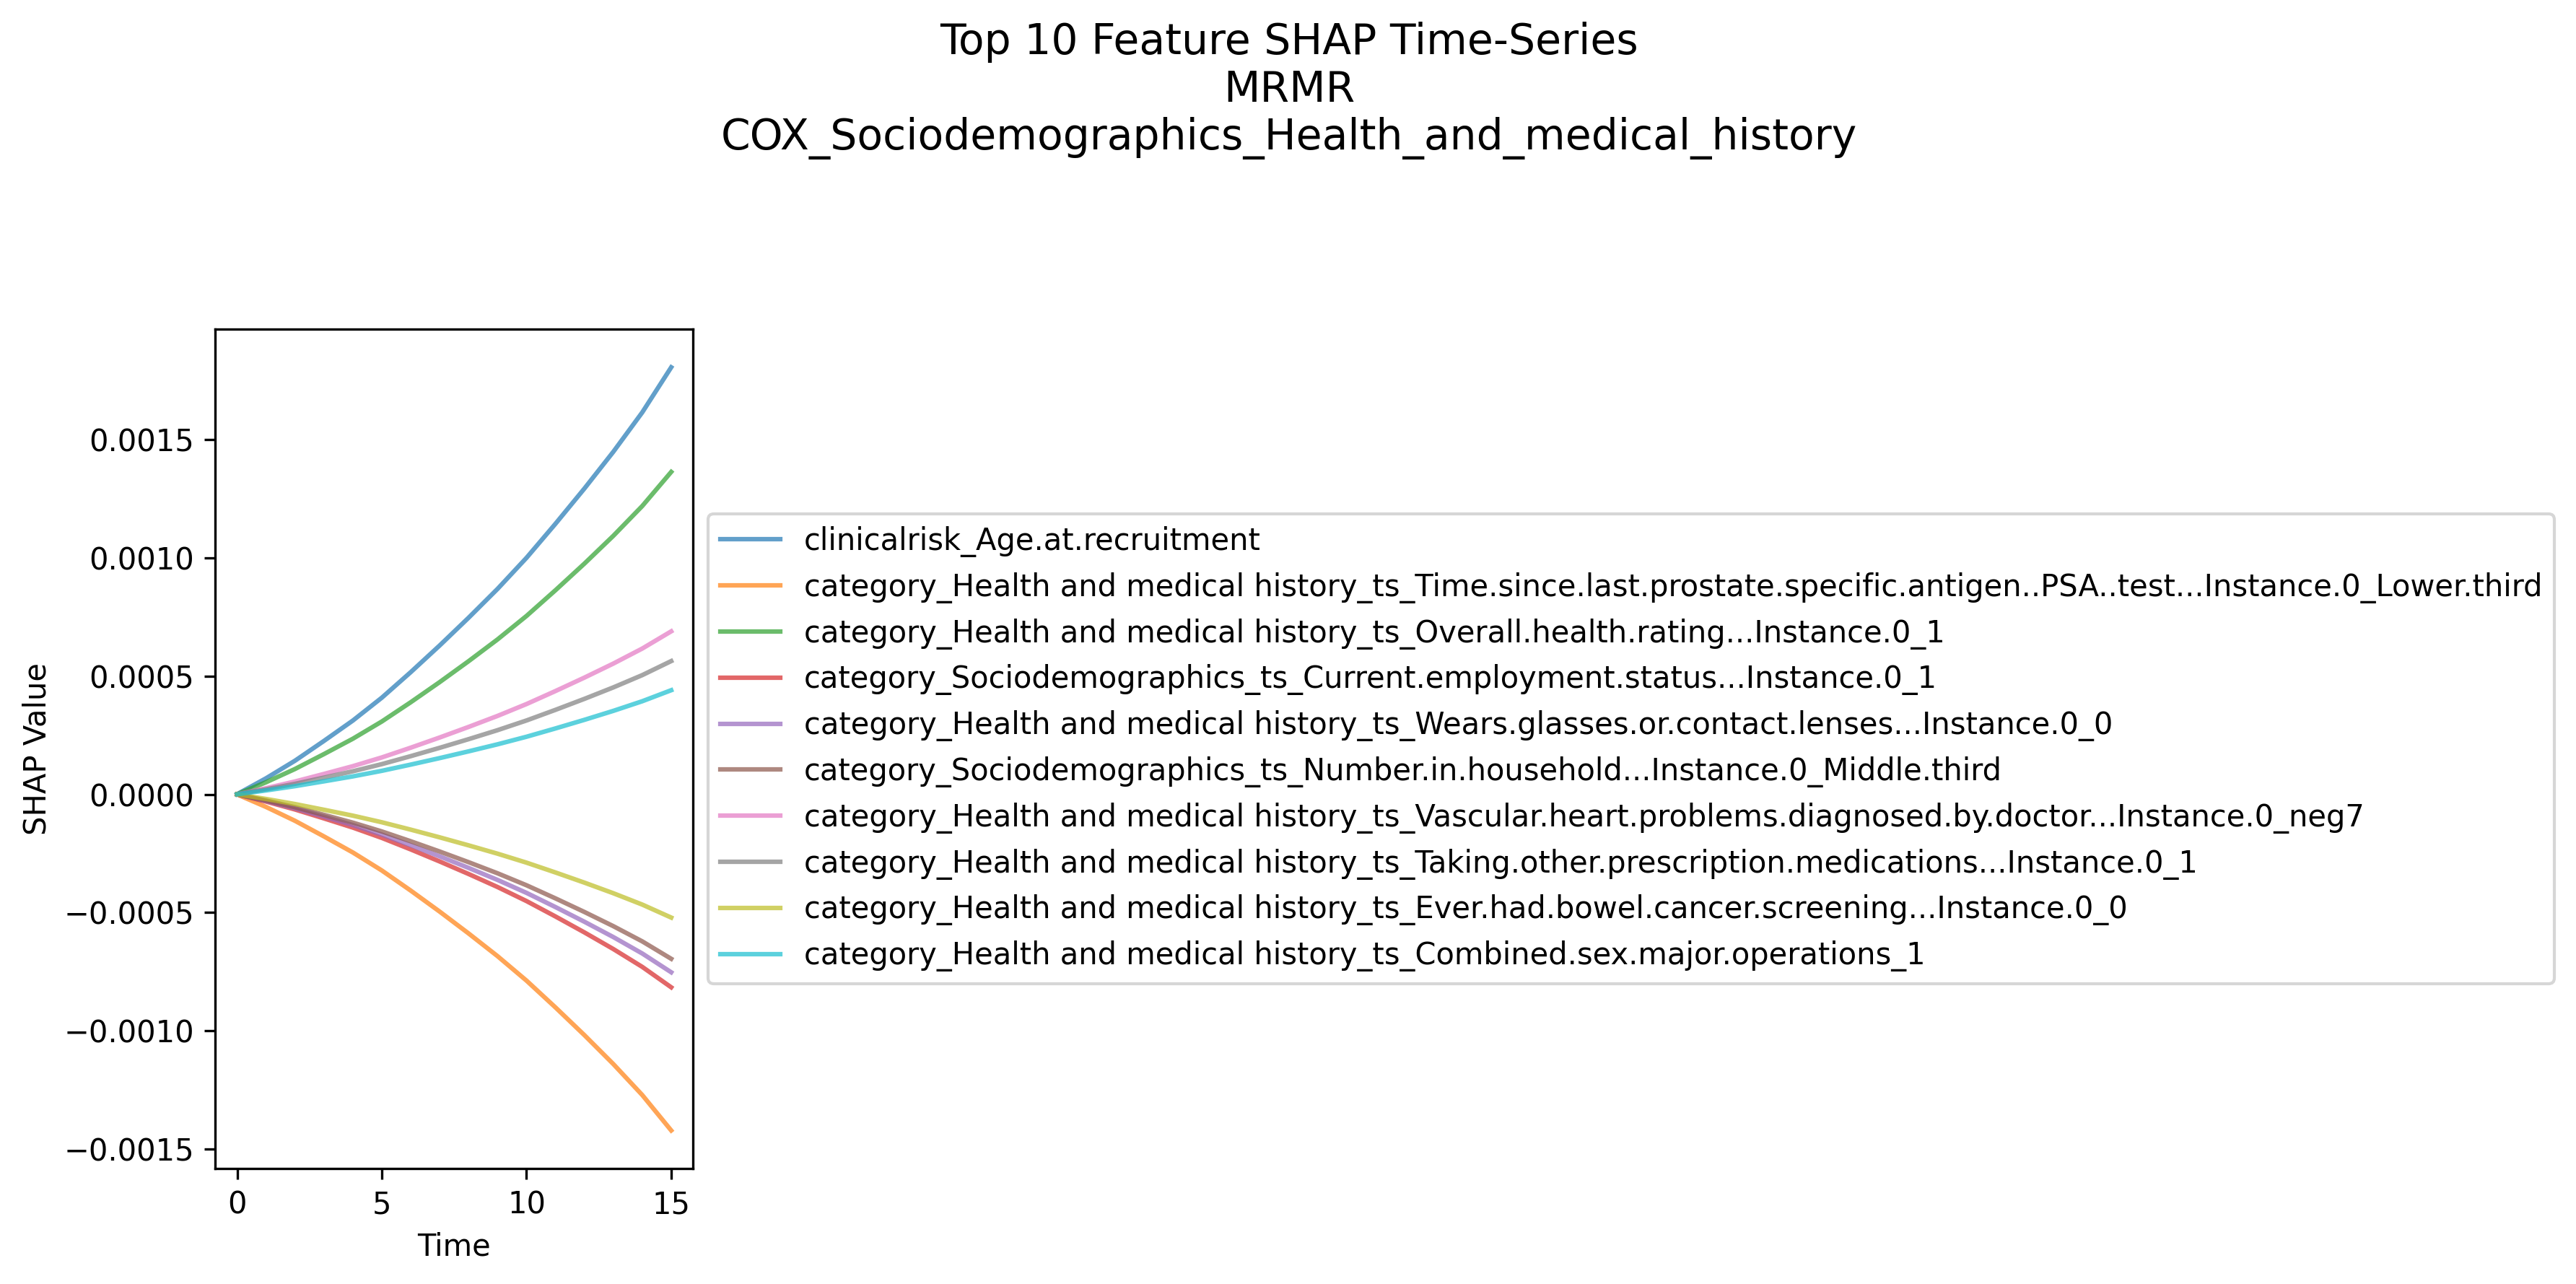 Top 10 Feature SHAP Time-Series
MRMR
COX_Sociodemographics_Health_and_medical_history
SHAP Value
0.0015
0.0010
0.0005
0.0000
−0.0005
−0.0010
−0.0015
0 5 10 15
Time
clinicalrisk_Age.at.recruitment
category_Health and medical history_ts_Time.since.last.prostate.specific.antigen..PSA..test...Instance.0_Lower.third
category_Health and medical history_ts_Overall.health.rating...Instance.0_1
category_Sociodemographics_ts_Current.employment.status...Instance.0_1
category_Health and medical history_ts_Wears.glasses.or.contact.lenses...Instance.0_0
category_Sociodemographics_ts_Number.in.household...Instance.0_Middle.third
category_Health and medical history_ts_Vascular.heart.problems.diagnosed.by.doctor...Instance.0_neg7
category_Health and medical history_ts_Taking.other.prescription.medications...Instance.0_1
category_Health and medical history_ts_Ever.had.bowel.cancer.screening...Instance.0_0
category_Health and medical history_ts_Combined.sex.major.operations_1